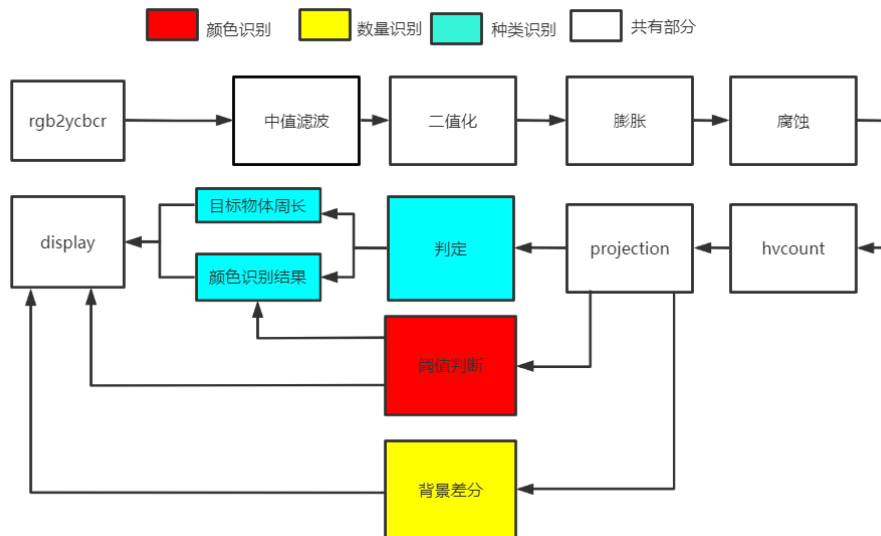 颜色识别
数量识别
种类识别
共有部分
rgb2ycbcr
中值滤波
二值化
膨胀
腐蚀
目标物体周长
display
颜色识别结果
判定
projection
hvcount
阈值判断
背景差分